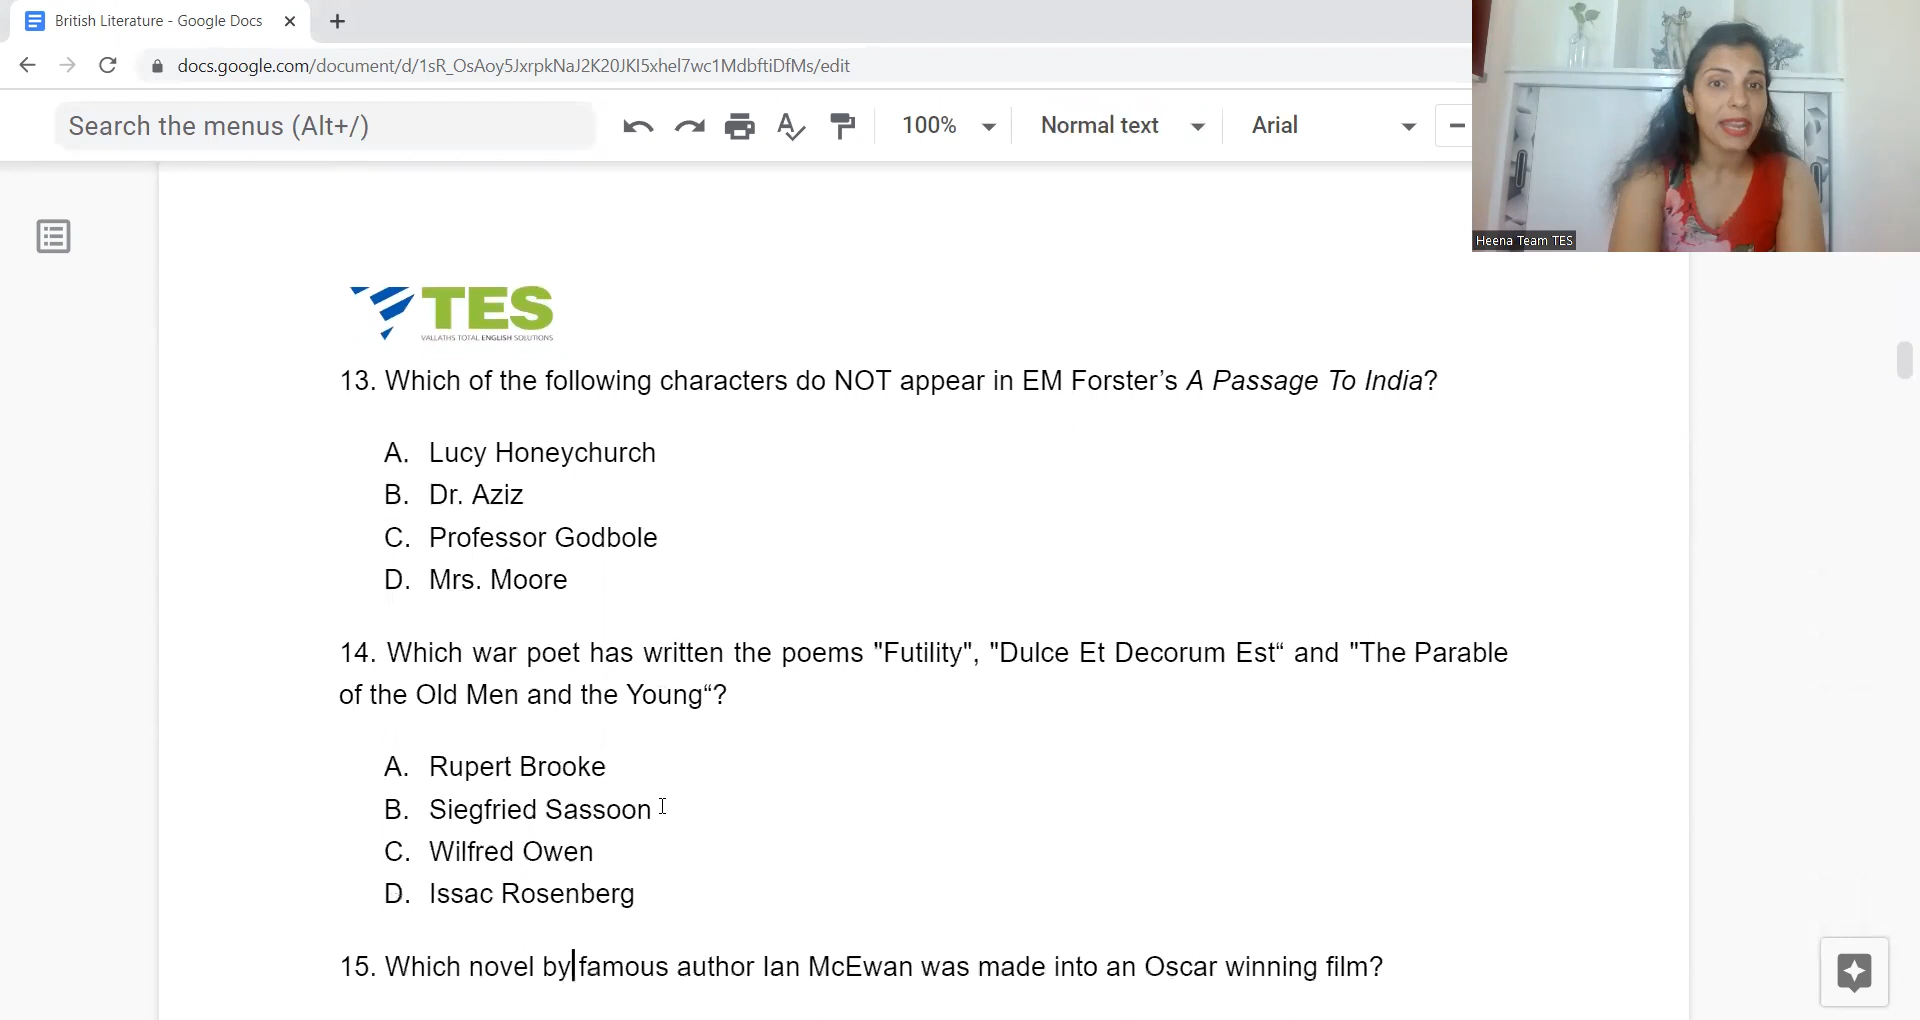 British Literature - Google Docs
docs.google.com/document/d/1sR_OsAoy5JxrpkNaJ2K20JKI5xhel7wc1MdbftiDfMs/edit
Search the menus (Alt+/)
100%
Normal text
Arial
Heena Team TES
TES
VALLATHS TOTAL ENGLISH SOLUTIONS
13. Which of the following characters do NOT appear in EM Forster’s A Passage To India?
A. Lucy Honeychurch
B. Dr. Aziz
C. Professor Godbole
D. Mrs. Moore
14. Which war poet has written the poems "Futility", "Dulce Et Decorum Est“ and "The Parable
of the Old Men and the Young“?
A. Rupert Brooke
B. Siegfried Sassoon
C. Wilfred Owen
D. Issac Rosenberg
15. Which novel by famous author Ian McEwan was made into an Oscar winning film?